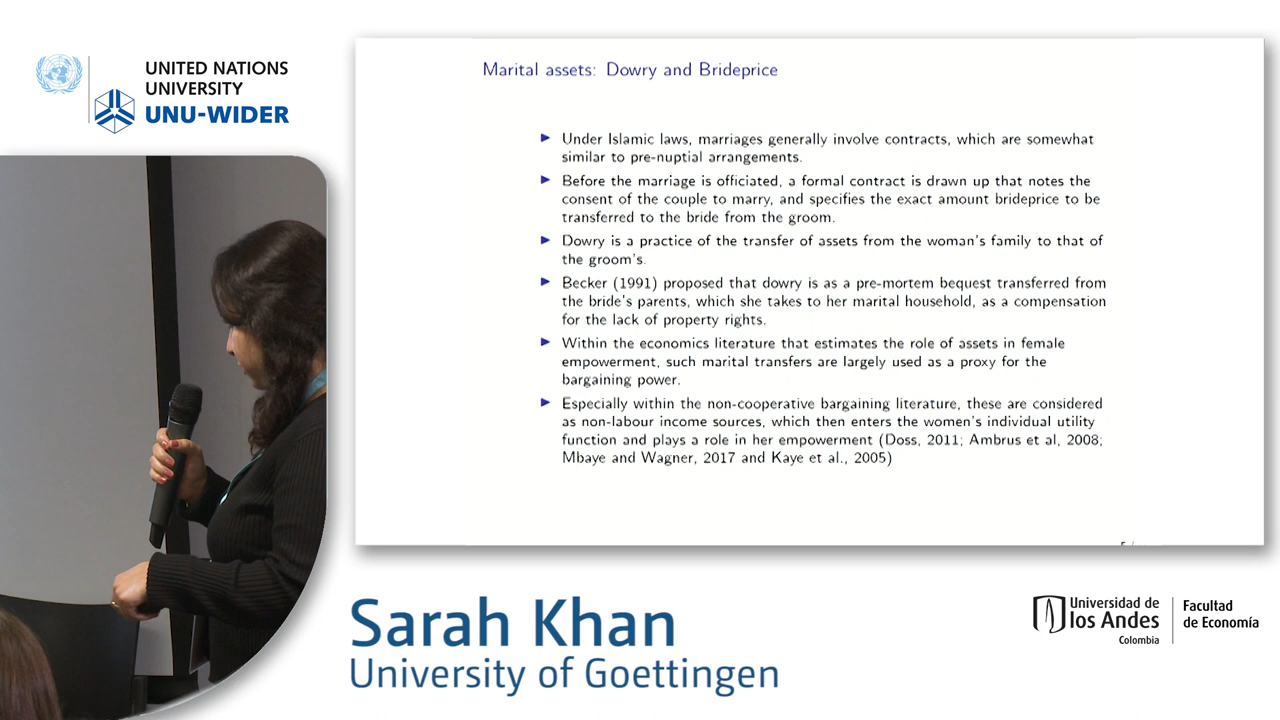 UNITED NATIONS
UNIVERSITY
UNU-WIDER
Marital assets: Dowry and Brideprice
Under Islamic laws, marriages generally involve contracts, which are somewhat
similar to pre-nuptial arrangements.
Before the marriage is officiated, a formal contract is drawn up that notes the
consent of the couple to marry, and specifies the exact amount brideprice to be
transferred to the bride from the groom.
Dowry is a practice of the transfer of assets from the woman's family to that of
the groom's.
Becker (1991) proposed that dowry is as a pre-mortem bequest transferred from
the bride's parents, which she takes to her marital household, as a compensation
for the lack of property rights.
Within the economics literature that estimates the role of assets in female
empowerment, such marital transfers are largely used as a proxy for the
bargaining power.
Especially within the non-cooperative bargaining literature, these are considered
as non-labour income sources, which then enters the women's individual utility
function and plays a role in her empowerment (Doss, 2011; Ambrus et al, 2008;
Mbaye and Wagner, 2017 and Kaye et al., 2005)
Sarah Khan
University of Goettingen
Universidad de
los Andes
Colombia
Facultad
de Economía